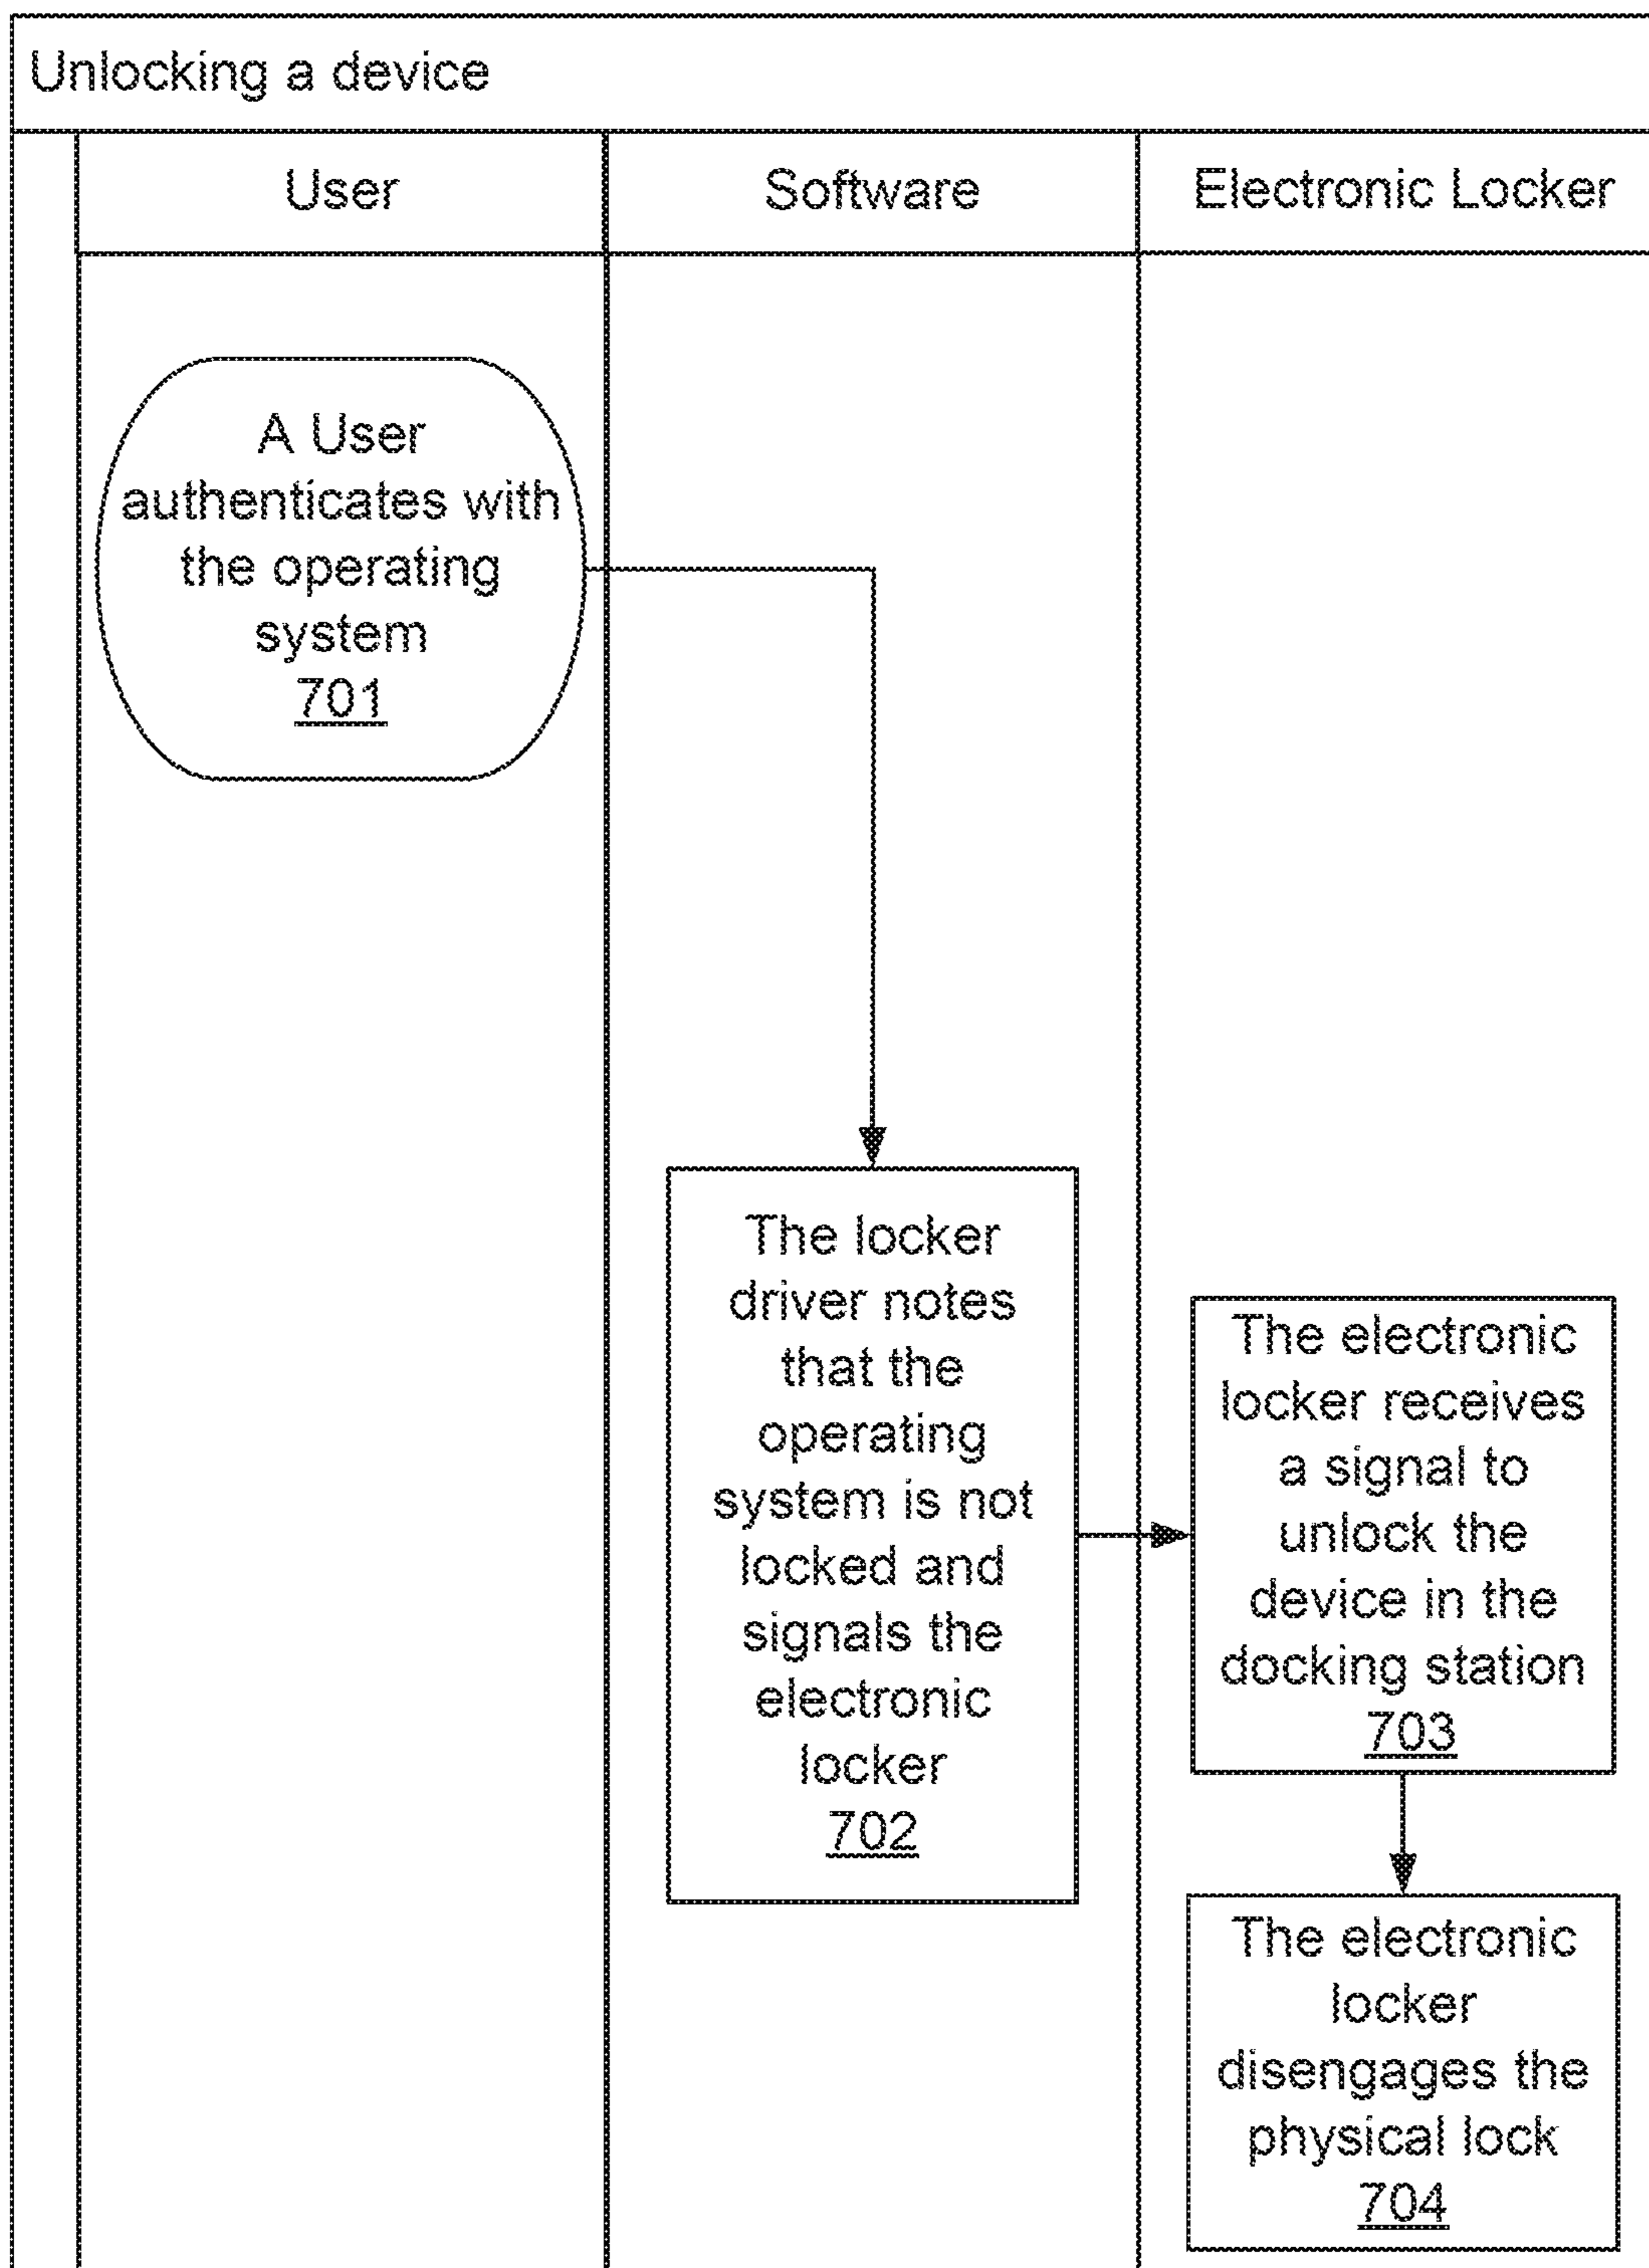 Unlocking a device
User
Software
Electronic Locker
A User
authenticates with
the operating
system
701
The locker
driver notes
that the
operating
system is not
locked and
signals the
electronic
locker
702
The electronic
locker receives
a signal to
unlock the
device in the
docking station
703
The electronic
locker
disengages the
physical lock
704